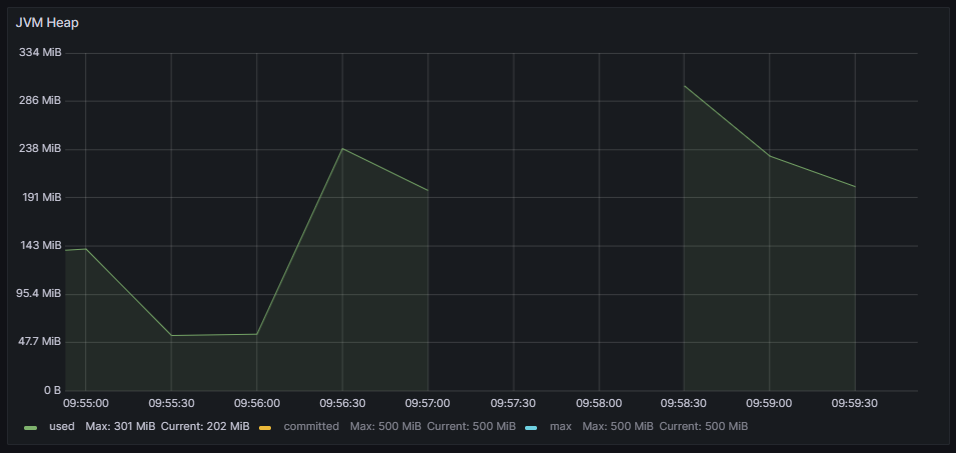 JVM Heap
334 MiB
286 MiB
238 MiB
191 MiB
143 MiB
95.4 MiB
47.7 MiB
0 B
09:55:00 09:55:30 09:56:00 09:56:30 09:57:00 09:57:30 09:58:00 09:58:30 09:59:00 09:59:30
used Max: 301 MiB Current: 202 MiB committed Max: 500 MiB Current: 500 MiB max Max: 500 MiB Current: 500 MiB